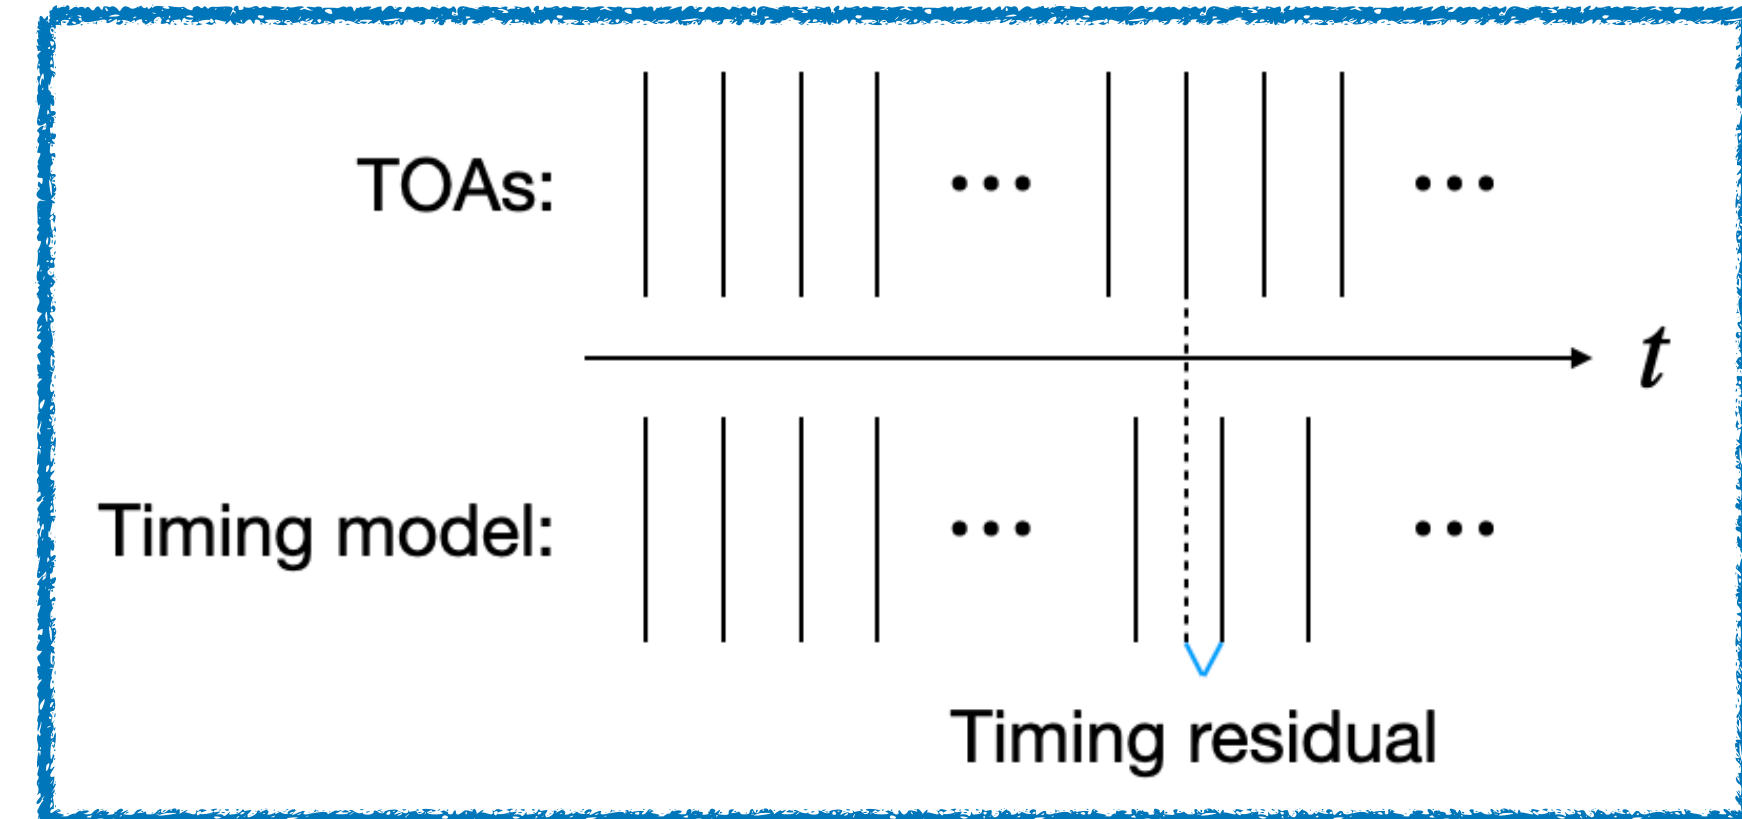 TOAs: ... ...
t
Timing model: ... ...
Timing residual